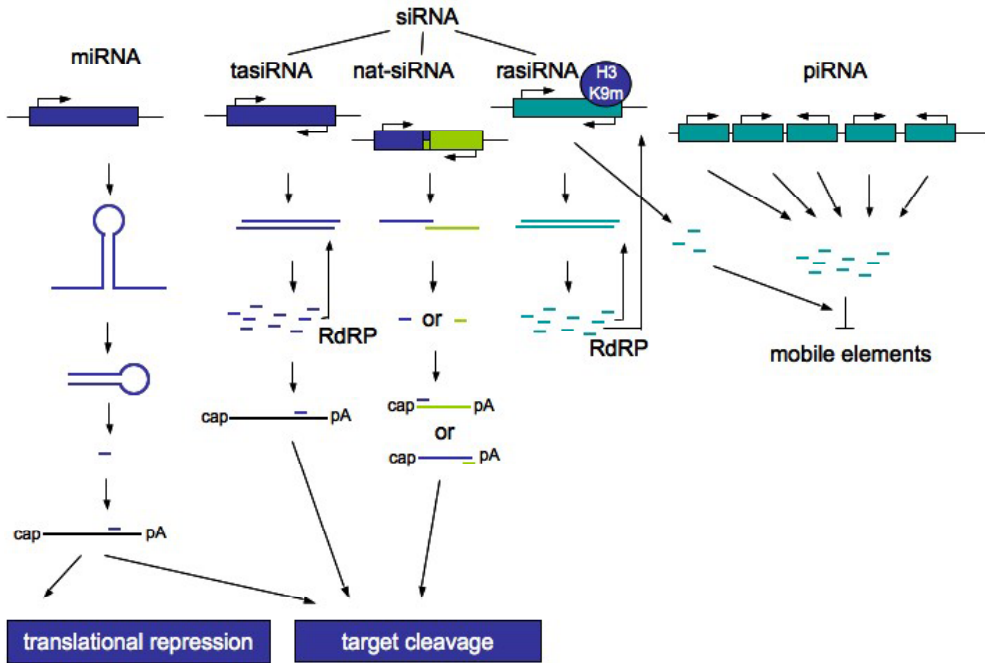 siRNA
miRNA
tasiRNA
nat-siRNA
rasiRNA
H3
K9m
piRNA
RdRP
or
RdRP
mobile elements
cap
pA
cap
pA
or
cap
pA
cap
pA
translational repression
target cleavage